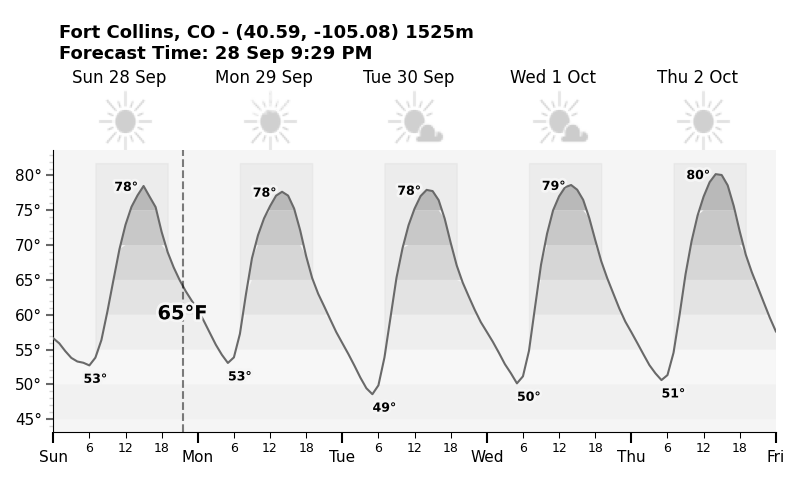 Fort Collins, CO - (40.59, -105.08) 1525m
Forecast Time: 28 Sep 9:29 PM
Sun 28 Sep Mon 29 Sep Tue 30 Sep Wed 1 Oct Thu 2 Oct
80°
75°
70°
65°
60°
55°
50°
45°
78° 78° 78° 79° 80°
65°F
53° 53° 49° 50° 51°
6 12 18 6 12 18 6 12 18 6 12 18 6 12 18
Sun Mon Tue Wed Thu Fri